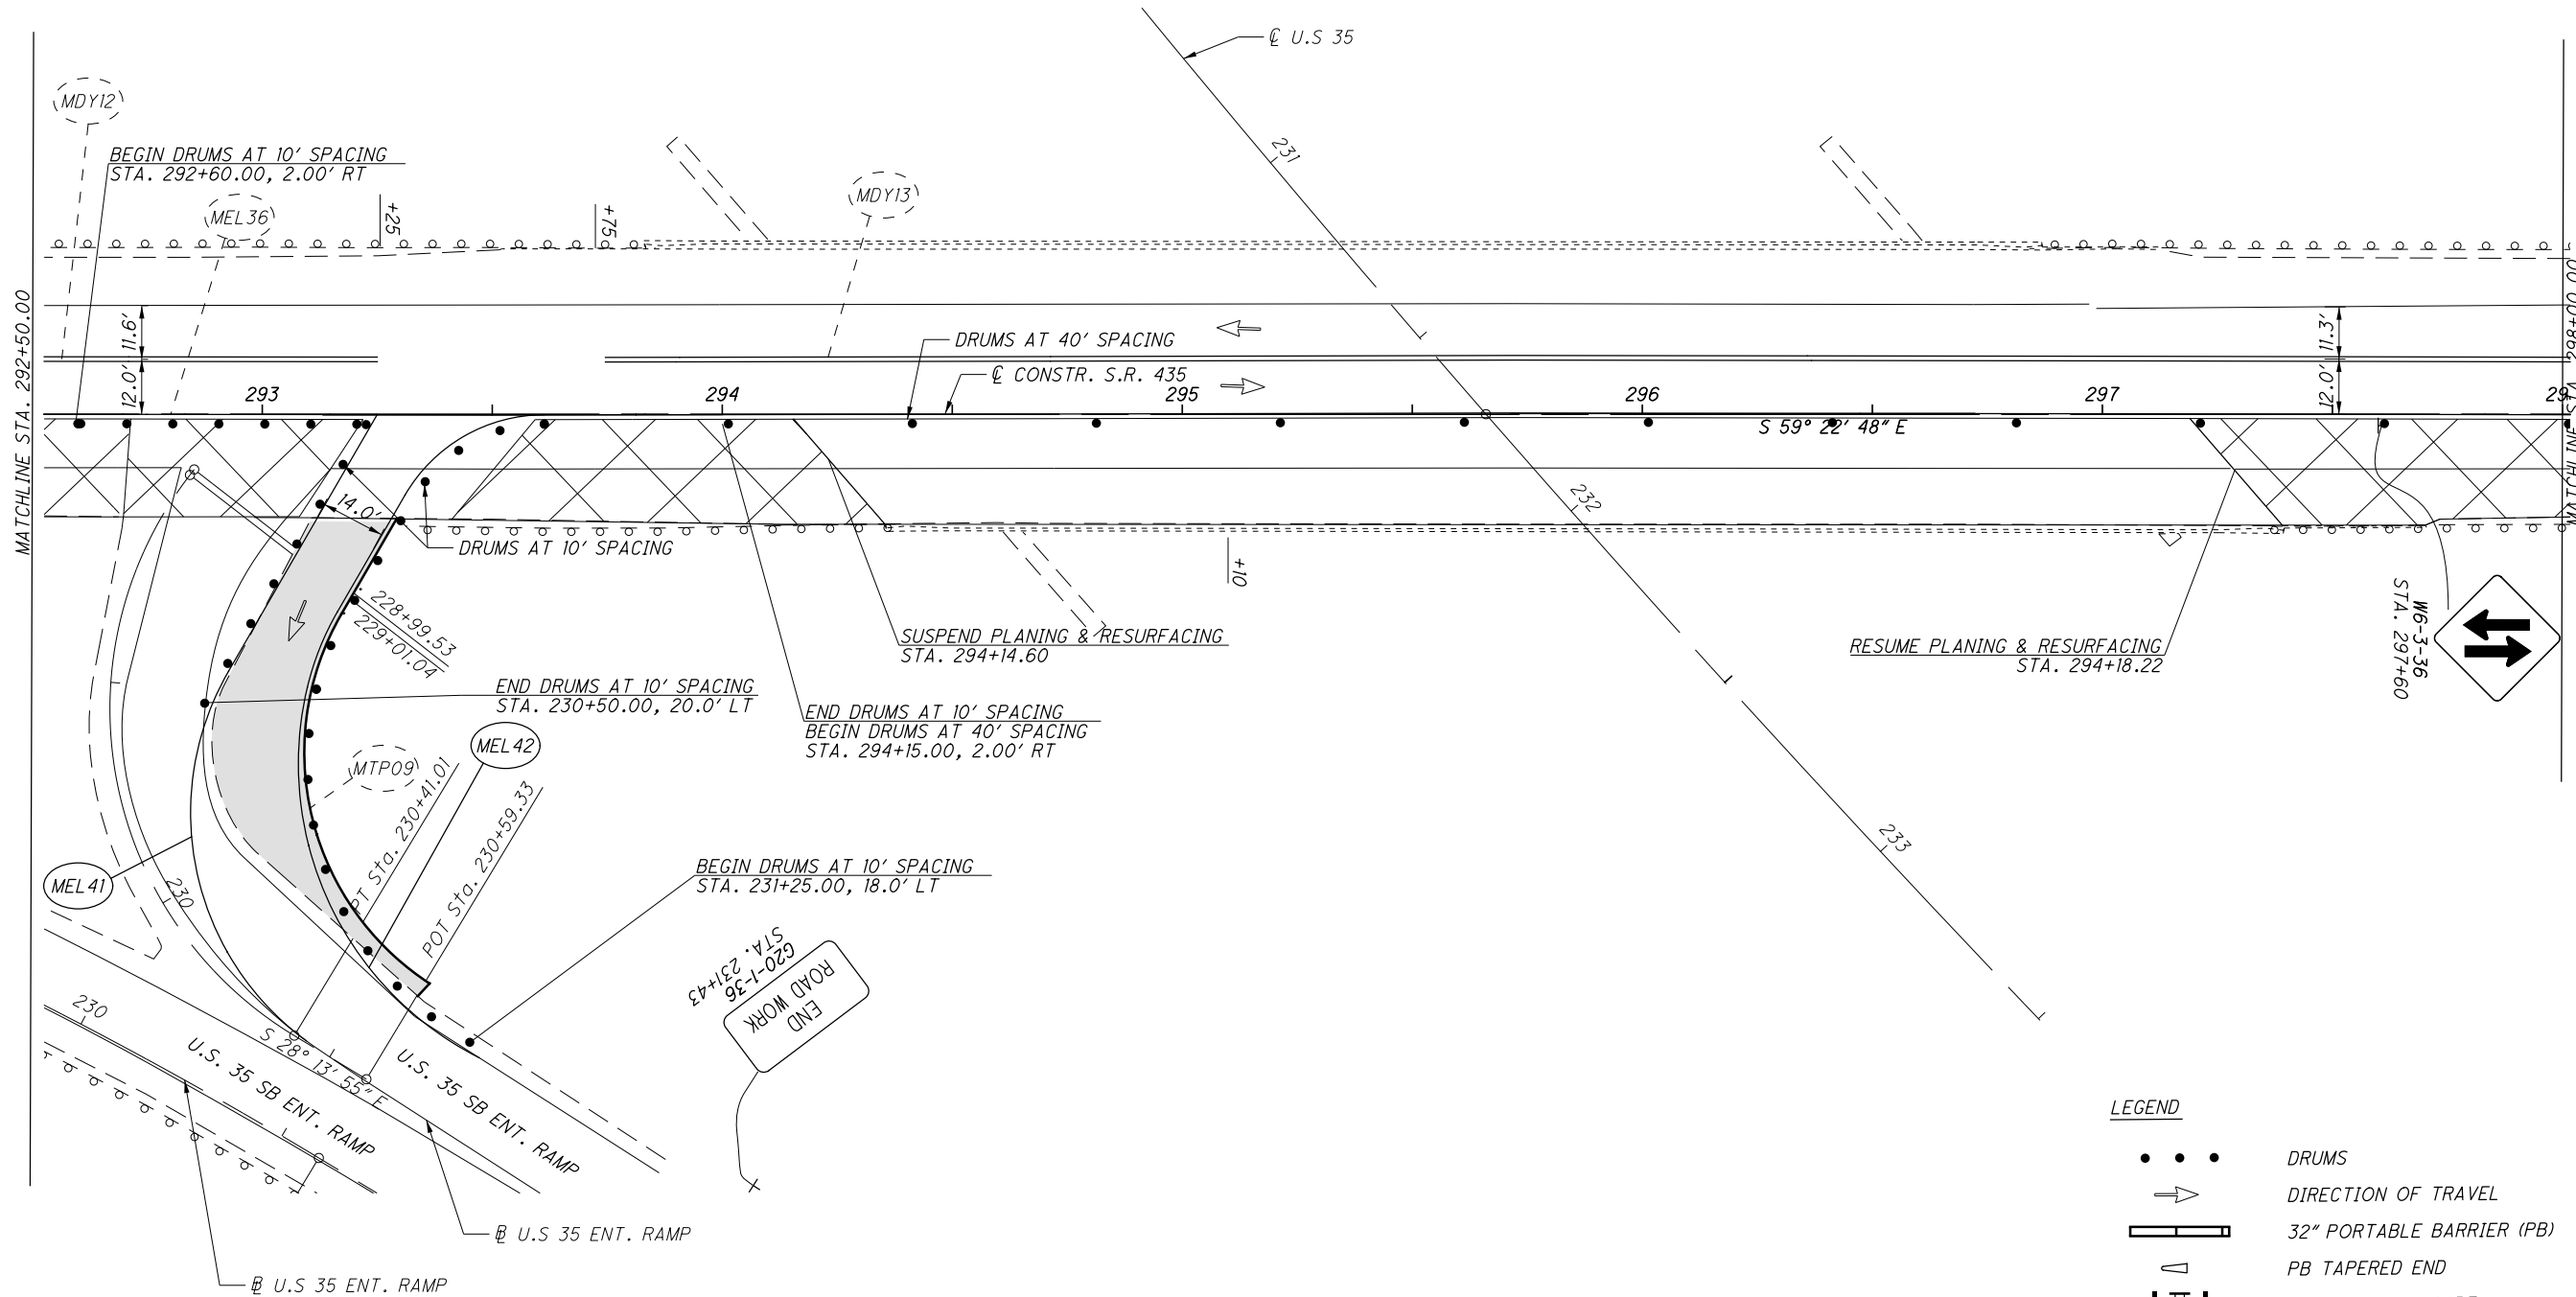 ℄ U.S 35
MDY12
BEGIN DRUMS AT 10' SPACING
STA. 292+60.00, 2.00' RT
231
MEL36
+25
+75
MDY13
MATCHLINE STA. 292+50.00
11.6'
12.0'
DRUMS AT 40' SPACING
℄ CONSTR. S.R. 435
11.3'
12.0'
293
294
295
296
297
29
MATCHLINE STA. 298+00.00
S 59° 22' 48" E
14.0'
DRUMS AT 10' SPACING
232
+10
228+99.53
229+01.04
SUSPEND PLANING & RESURFACING
STA. 294+14.60
RESUME PLANING & RESURFACING
STA. 294+18.22
W6-3-36
STA. 297+60
END DRUMS AT 10' SPACING
STA. 230+50.00, 20.0' LT
END DRUMS AT 10' SPACING
BEGIN DRUMS AT 40' SPACING
STA. 294+15.00, 2.00' RT
MEL42
MTP09
PT Sta. 230+41.01
POT Sta. 230+59.33
233
BEGIN DRUMS AT 10' SPACING
STA. 231+25.00, 18.0' LT
MEL41
230
END
ROAD WORK
G20-1-36
STA. 231+43
230
S 28° 13' 55" E
U.S. 35 SB ENT. RAMP
U.S. 35 SB ENT. RAMP
℄ U.S 35 ENT. RAMP
℄ U.S 35 ENT. RAMP
LEGEND
DRUMS
DIRECTION OF TRAVEL
32" PORTABLE BARRIER (PB)
PB TAPERED END